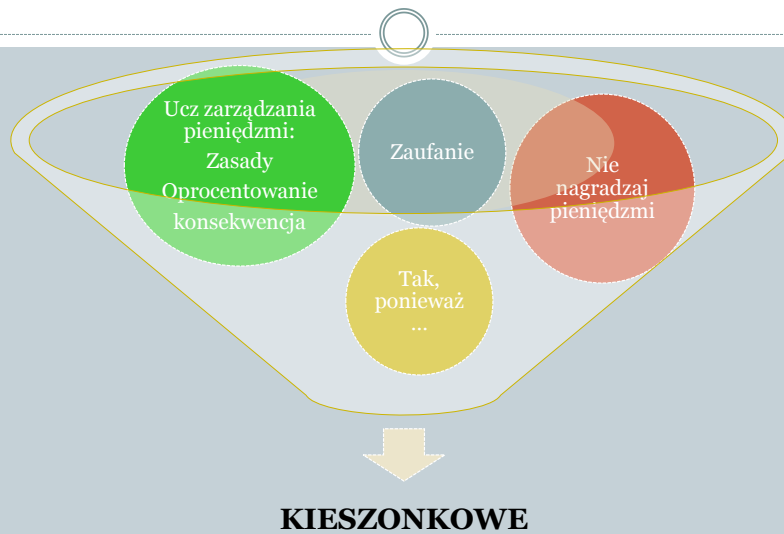 Ucz zarządzania
pieniędzmi:
Zasady
Oprocentowanie
konsekwencja
Zaufanie
Nie
nagradzaj
pieniędzmi
Tak,
ponieważ
...
KIESZONKOWE